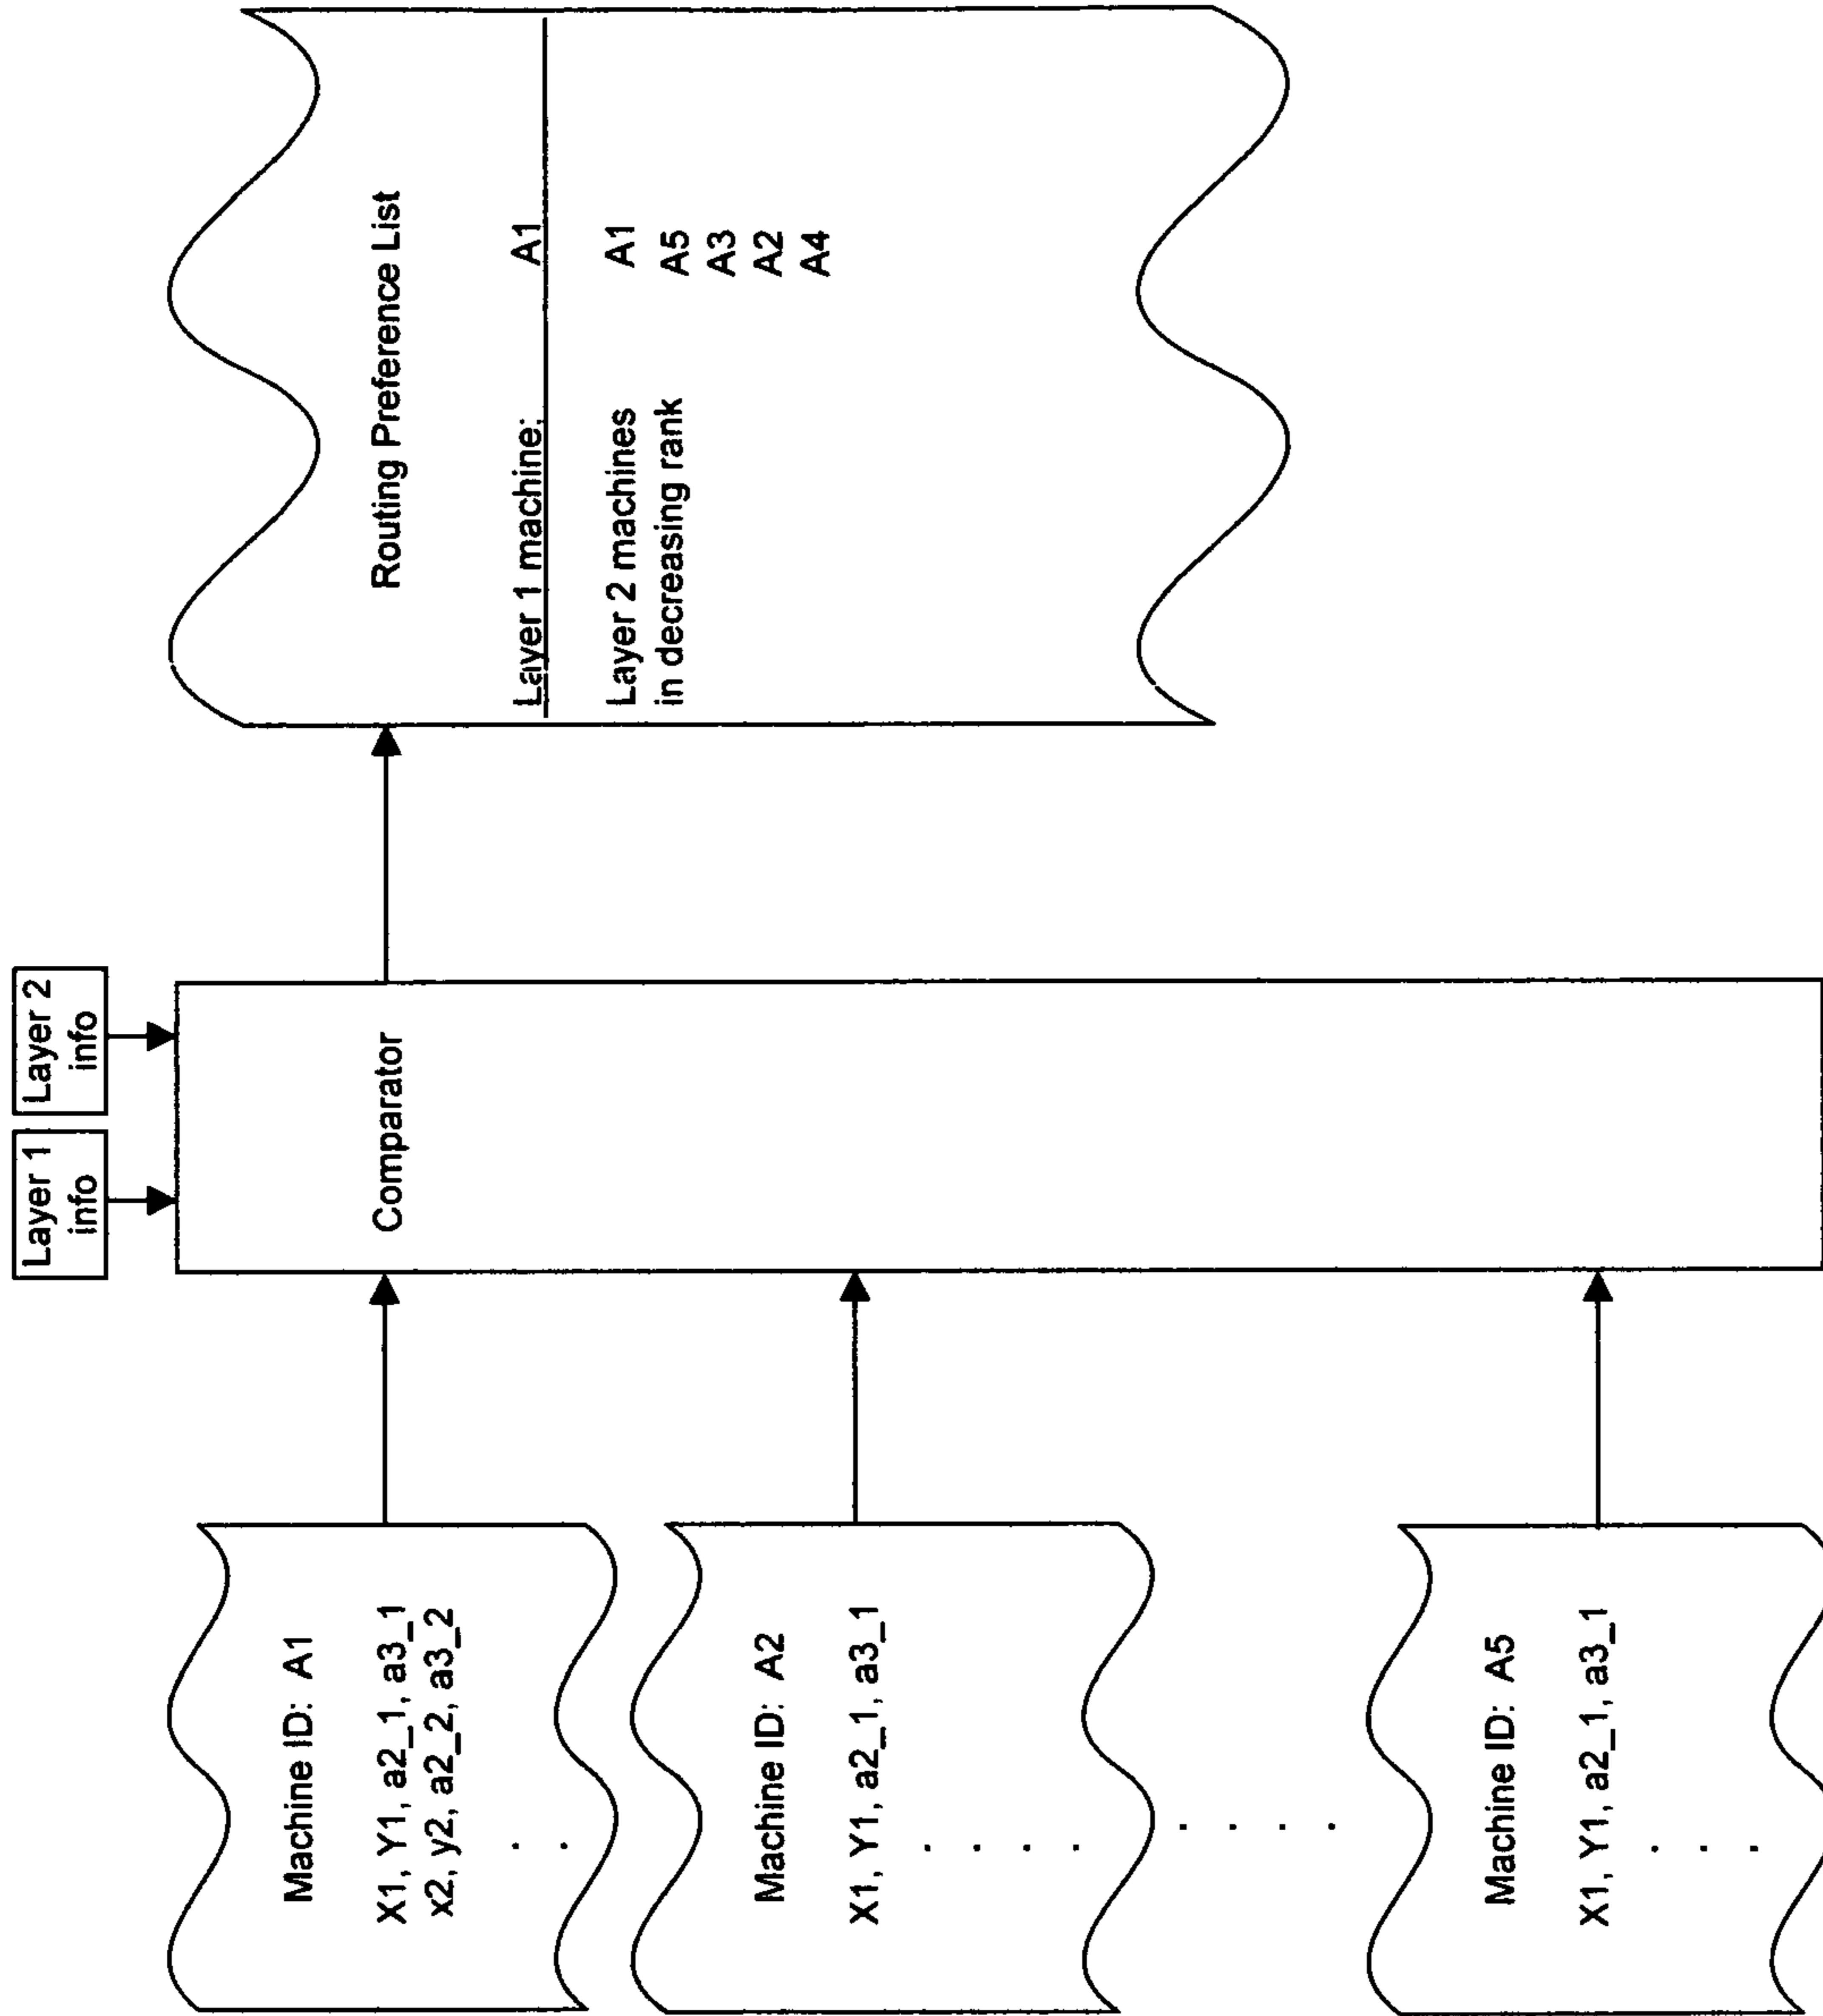 Machine ID: A1
X1, Y1, a2_1, a3_1
x2, y2, a2_2, a3_2
. .
Machine ID: A2
X1, Y1, a2_1, a3_1
. . . .
. . . .
Machine ID: A5
X1, Y1, a2_1, a3_1
. . .
Layer 1
info
Layer 2
info
Comparator
Routing Preference List
Layer 1 machine: A1
Layer 2 machines A1
in decreasing rank A5
A3
A2
A4